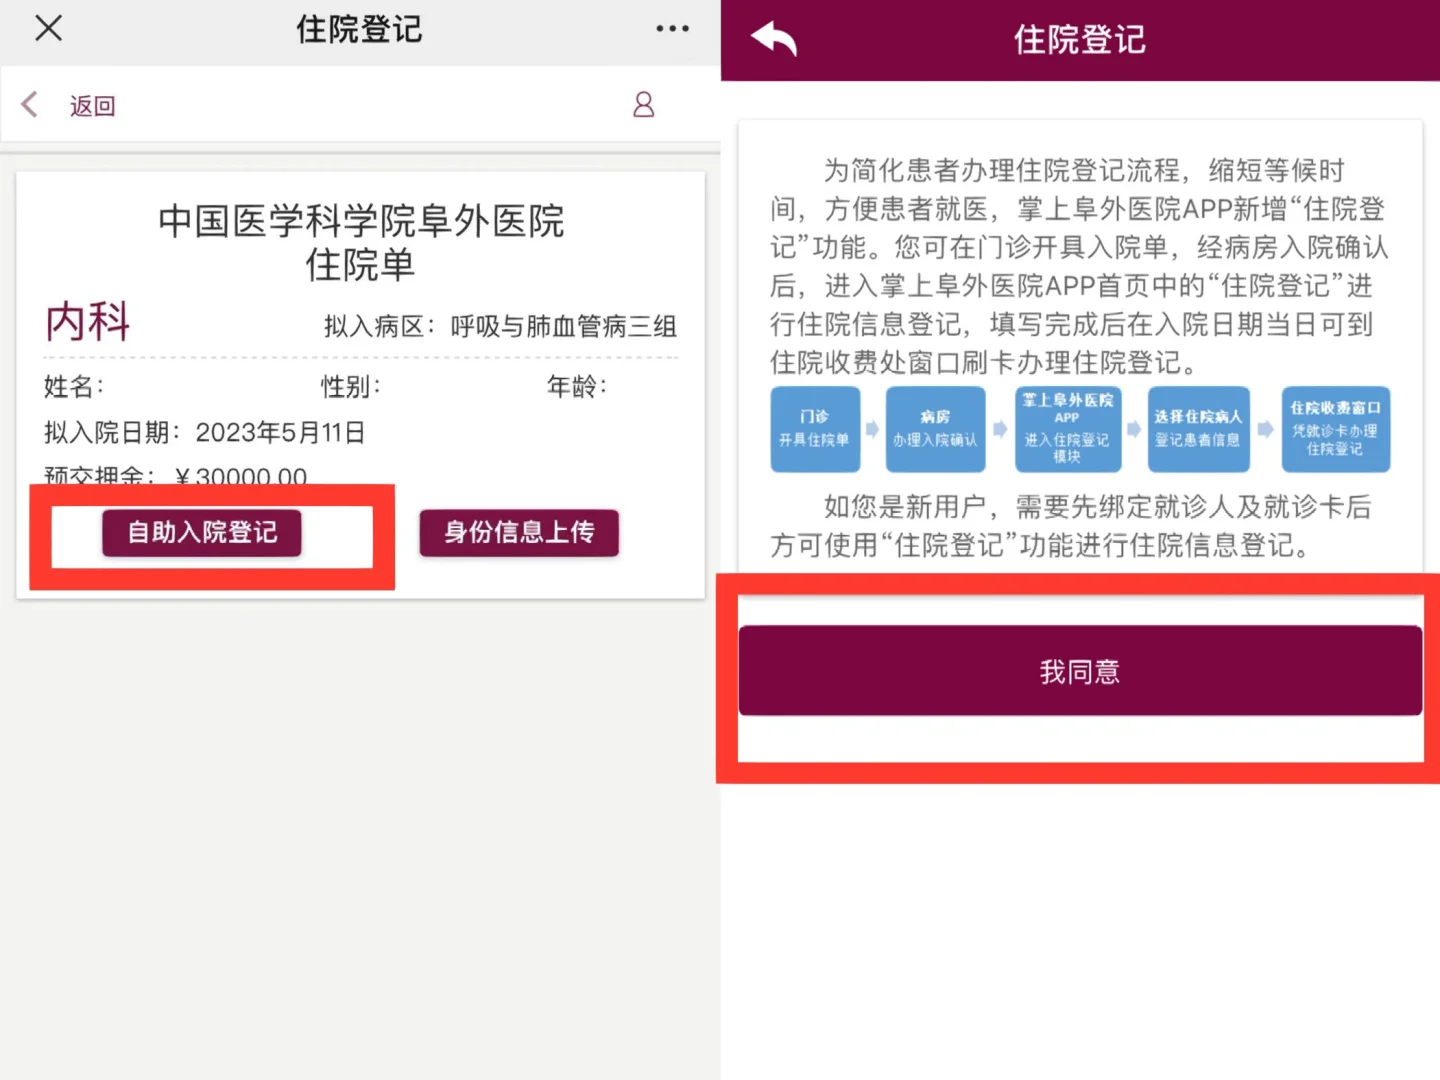 住院登记
返回
中国医学科学院阜外医院
住院单
内科
拟入病区：呼吸与肺血管病三组
姓名：
性别：
年龄：
拟入院日期：2023年5月11日
预交押金：￥30000.00
自助入院登记
身份信息上传
住院登记
为简化患者办理住院登记流程，缩短等候时
间，方便患者就医，掌上阜外医院APP新增“住院登
记”功能。您可在门诊开具入院单，经病房入院确认
后，进入掌上阜外医院APP首页中的“住院登记”进
行住院信息登记，填写完成后在入院日期当日可到
住院收费处窗口刷卡办理住院登记。
门诊
开具住院单
病房
办理入院确认
掌上阜外医院
APP
进入住院登记
模块
选择住院病人
登记患者信息
住院收费窗口
凭就诊卡办理
住院登记
如您是新用户，需要先绑定就诊人及就诊卡后
方可使用“住院登记”功能进行住院信息登记。
我同意